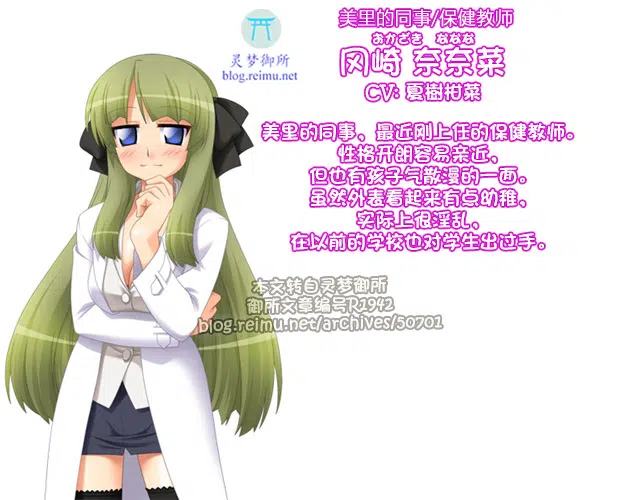 灵梦御所
blog.reimu.net
美里的同事/保健教师
おかざき ななな
冈崎 奈奈菜
CV: 夏樹柑菜
美里的同事，最近刚上任的保健教师。
性格开朗容易亲近，
但也有孩子气散漫的一面。
虽然外表看起来有点幼稚，
实际上很淫乱，
在以前的学校也对学生出过手。
本文转自灵梦御所
御所文章编号R1942
blog.reimu.net/archives/50701